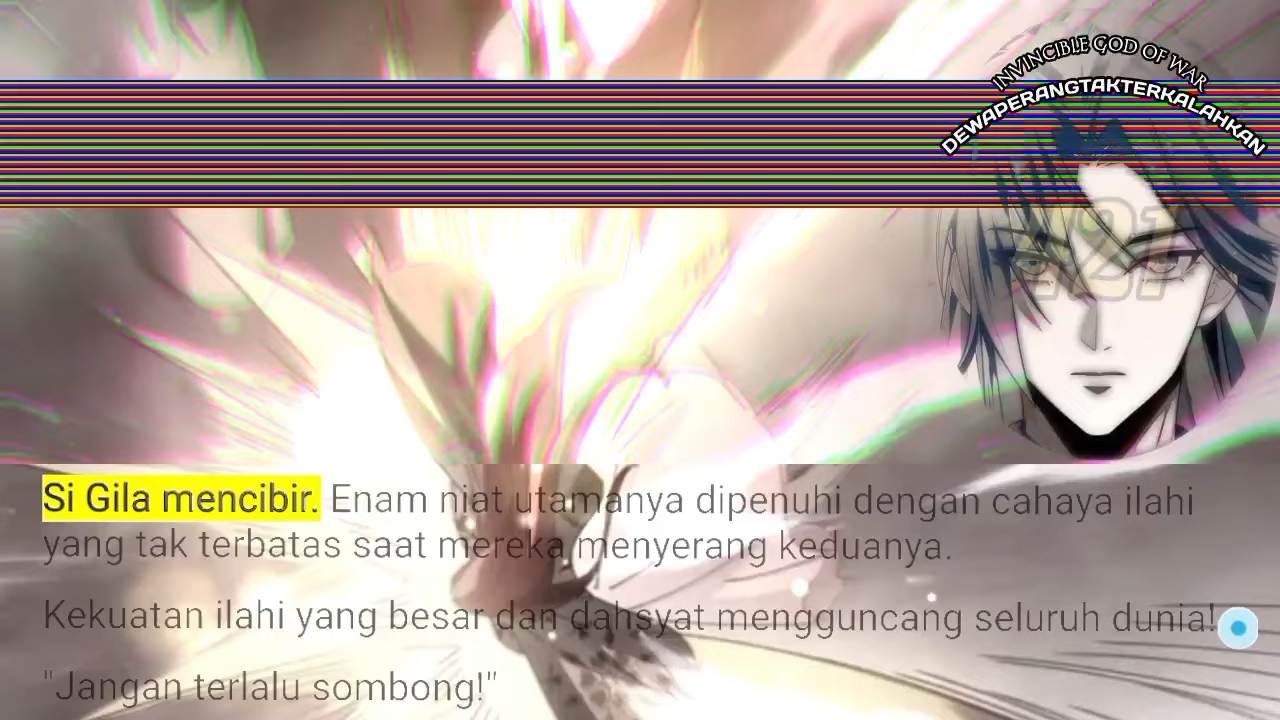 INVINCIBLE GOD OF WAR
DEWAPERANGTAKTERKALAHKAN
Si Gila mencibir. Enam niat utamanya dipenuhi dengan cahaya ilahi
yang tak terbatas saat mereka menyerang keduanya.
Kekuatan ilahi yang besar dan dahsyat mengguncang seluruh dunia!
"Jangan terlalu sombong!"